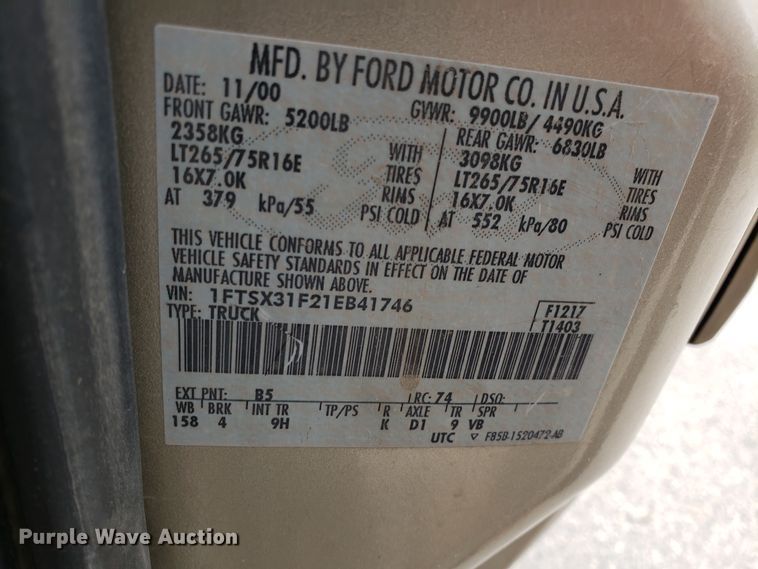 MFD. BY FORD MOTOR CO. IN U.S.A.
DATE: 11/00 GVWR: 9900LB/ 4490KG
FRONT GAWR: 5200LB REAR GAWR: 6830LB
2358KG WITH 3098KG WITH
LT265/75R16E TIRES LT265/75R16E TIRES
16X7.0K RIMS 16X7.0K RIMS
AT 379 kPa/55 PSI COLD AT 552 kPa/80 PSI COLD
THIS VEHICLE CONFORMS TO ALL APPLICABLE FEDERAL MOTOR
VEHICLE SAFETY STANDARDS IN EFFECT ON THE DATE OF
MANUFACTURE SHOWN ABOVE.
VIN: 1FTSX31F21EB41746 F1217
TYPE: TRUCK T1403
EXT PNT: B5 RC: 74 DSO:
WB BRK INT TR TP/PS R AXLE TR SPR
158 4 9H K D1 9 VB
UTC ▽ F85B-1520472-AB
Purple Wave Auction